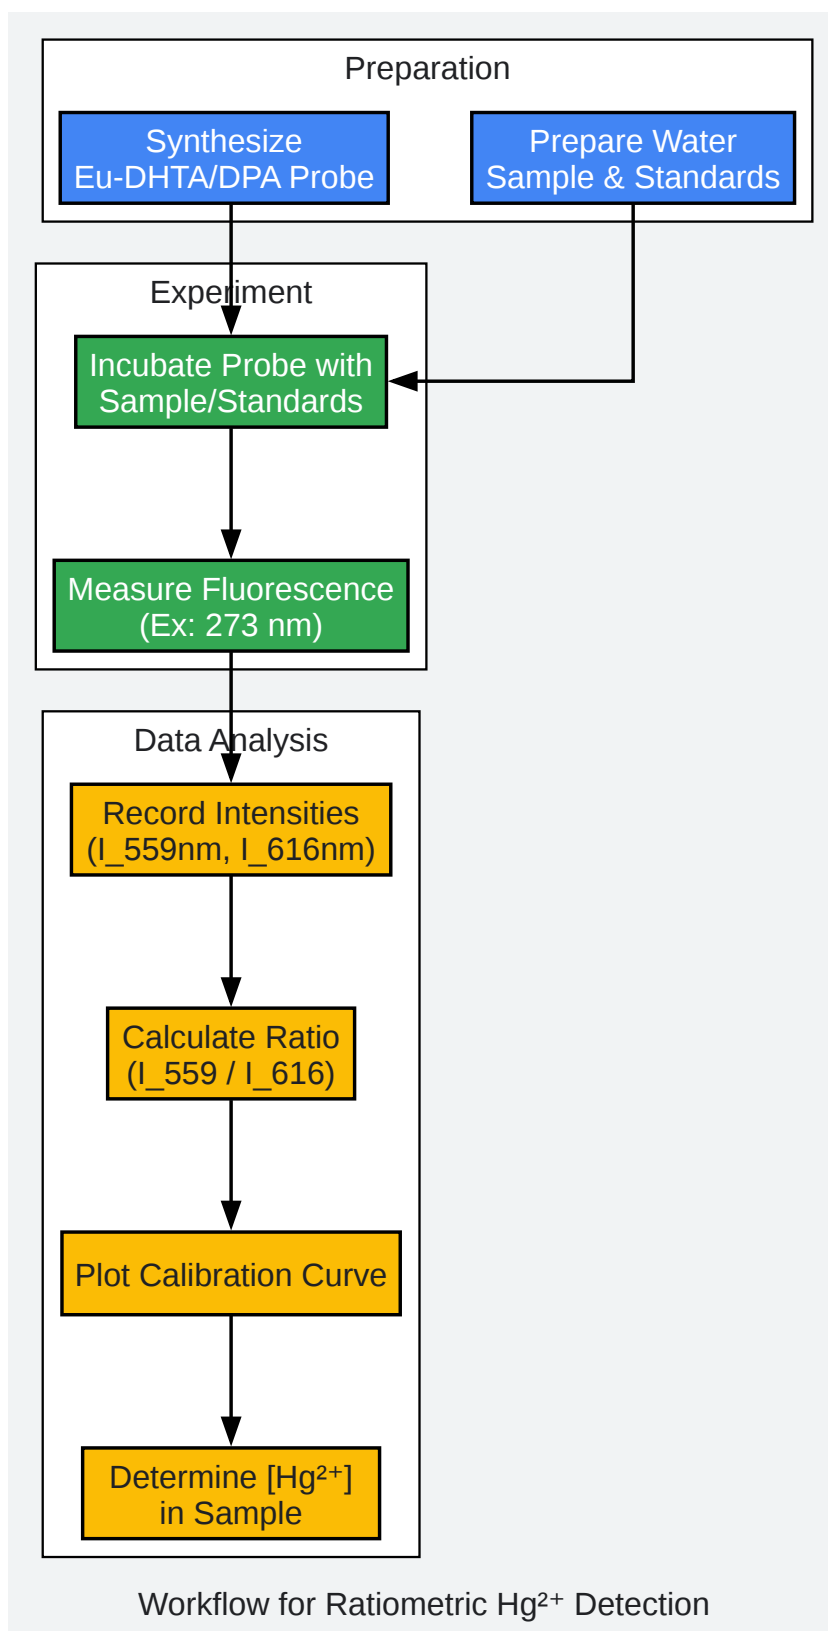 Preparation
Synthesize
Eu-DHTA/DPA Probe
Prepare Water
Sample & Standards
Experiment
Incubate Probe with
Sample/Standards
Measure Fluorescence
(Ex: 273 nm)
Data Analysis
Record Intensities
(I_559nm, I_616nm)
Calculate Ratio
(I_559 / I_616)
Plot Calibration Curve
Determine [Hg²⁺]
in Sample
Workflow for Ratiometric Hg²⁺ Detection